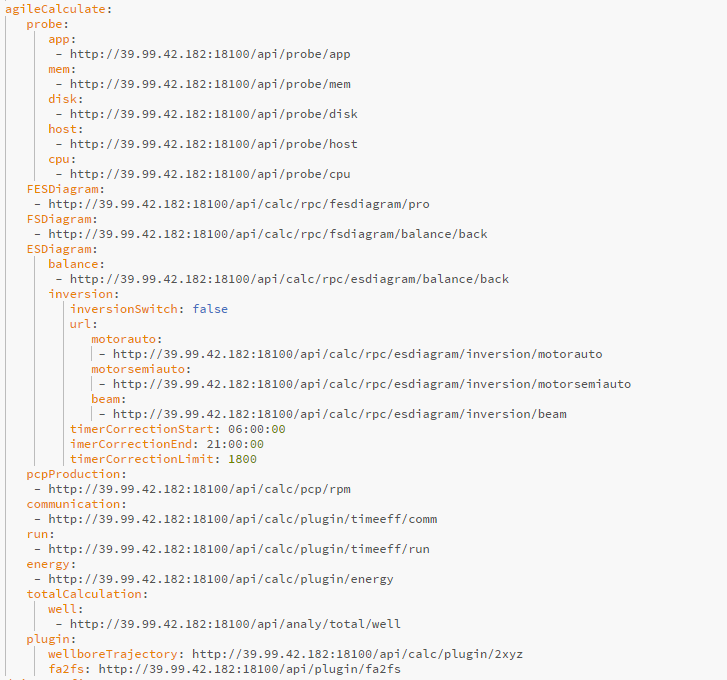 agileCalculate:
probe:
app:
- http://39.99.42.182:18100/api/probe/app
mem:
- http://39.99.42.182:18100/api/probe/mem
disk:
- http://39.99.42.182:18100/api/probe/disk
host:
- http://39.99.42.182:18100/api/probe/host
cpu:
- http://39.99.42.182:18100/api/probe/cpu
FESDiagram:
- http://39.99.42.182:18100/api/calc/rpc/fesdiagram/pro
FSDiagram:
- http://39.99.42.182:18100/api/calc/rpc/fsdiagram/balance/back
ESDiagram:
balance:
- http://39.99.42.182:18100/api/calc/rpc/esdiagram/balance/back
inversion:
inversionSwitch: false
url:
motorauto:
- http://39.99.42.182:18100/api/calc/rpc/esdiagram/inversion/motorauto
motorsemiauto:
- http://39.99.42.182:18100/api/calc/rpc/esdiagram/inversion/motorsemiauto
beam:
- http://39.99.42.182:18100/api/calc/rpc/esdiagram/inversion/beam
timerCorrectionStart: 06:00:00
imerCorrectionEnd: 21:00:00
timerCorrectionLimit: 1800
pcpProduction:
- http://39.99.42.182:18100/api/calc/pcp/rpm
communication:
- http://39.99.42.182:18100/api/calc/plugin/timeeff/comm
run:
- http://39.99.42.182:18100/api/calc/plugin/timeeff/run
energy:
- http://39.99.42.182:18100/api/calc/plugin/energy
totalCalculation:
well:
- http://39.99.42.182:18100/api/analy/total/well
plugin:
wellboreTrajectory: http://39.99.42.182:18100/api/calc/plugin/2xyz
fa2fs: http://39.99.42.182:18100/api/plugin/fa2fs